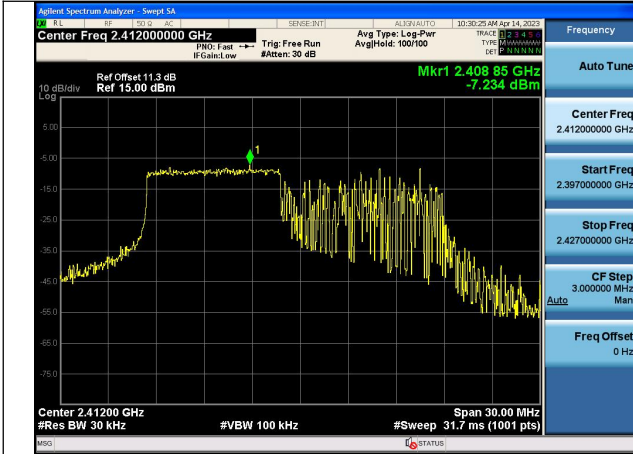 Agilent Spectrum Analyzer - Swept SA
RL RF 50 Ω AC SENSE:INT ALIGN AUTO 10:30:25 AM Apr 14, 2023
Center Freq 2.412000000 GHz
PNO: Fast
IFGain:Low
Trig: Free Run
#Atten: 30 dB
Avg Type: Log-Pwr
Avg|Hold: 100/100
TRACE 1 2 3 4 5 6
TYPE M
DET P N N N N N
Ref Offset 11.3 dB
10 dB/div Ref 15.00 dBm
Log
Mkr1 2.408 85 GHz
-7.234 dBm
5.00
-5.00
1
-15.0
-25.0
-35.0
-45.0
-55.0
-65.0
-75.0
Center 2.41200 GHz Span 30.00 MHz
#Res BW 30 kHz #VBW 100 kHz #Sweep 31.7 ms (1001 pts)
MSG STATUS
Frequency
Auto Tune
Center Freq
2.412000000 GHz
Start Freq
2.397000000 GHz
Stop Freq
2.427000000 GHz
CF Step
3.000000 MHz
Auto Man
Freq Offset
0 Hz